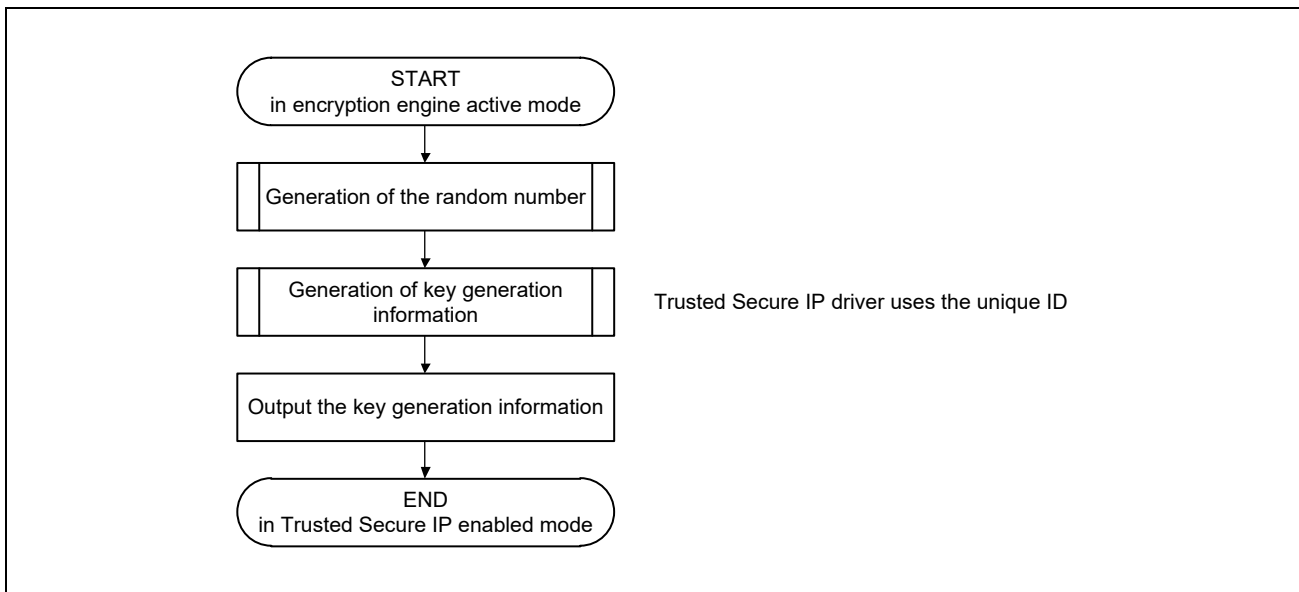 START
in encryption engine active mode
Generation of the random number
Generation of key generation
information
Trusted Secure IP driver uses the unique ID
Output the key generation information
END
in Trusted Secure IP enabled mode